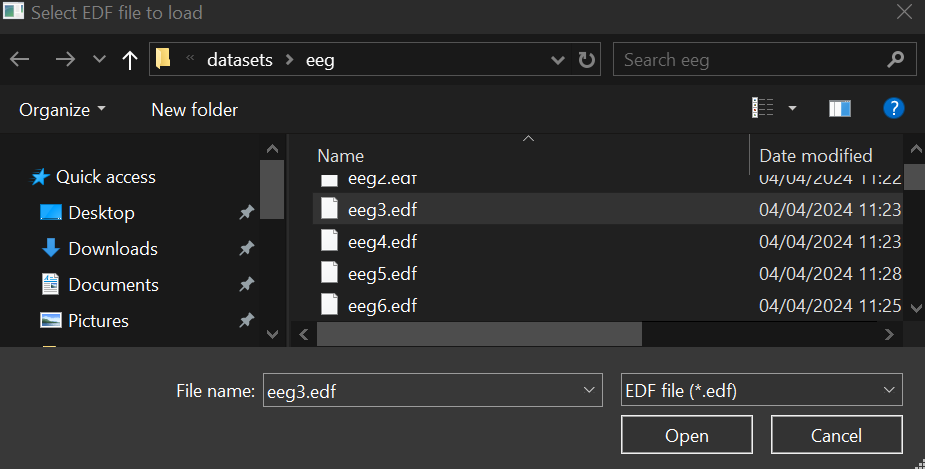 Select EDF file to load
« datasets > eeg
Search eeg
Organize
New folder
?
Name
Date modified
Quick access
eeg2.edf
04/04/2024 11:22
Desktop
eeg3.edf
04/04/2024 11:23
Downloads
eeg4.edf
04/04/2024 11:23
Documents
eeg5.edf
04/04/2024 11:28
Pictures
eeg6.edf
04/04/2024 11:25
File name:
eeg3.edf
EDF file (*.edf)
Open
Cancel